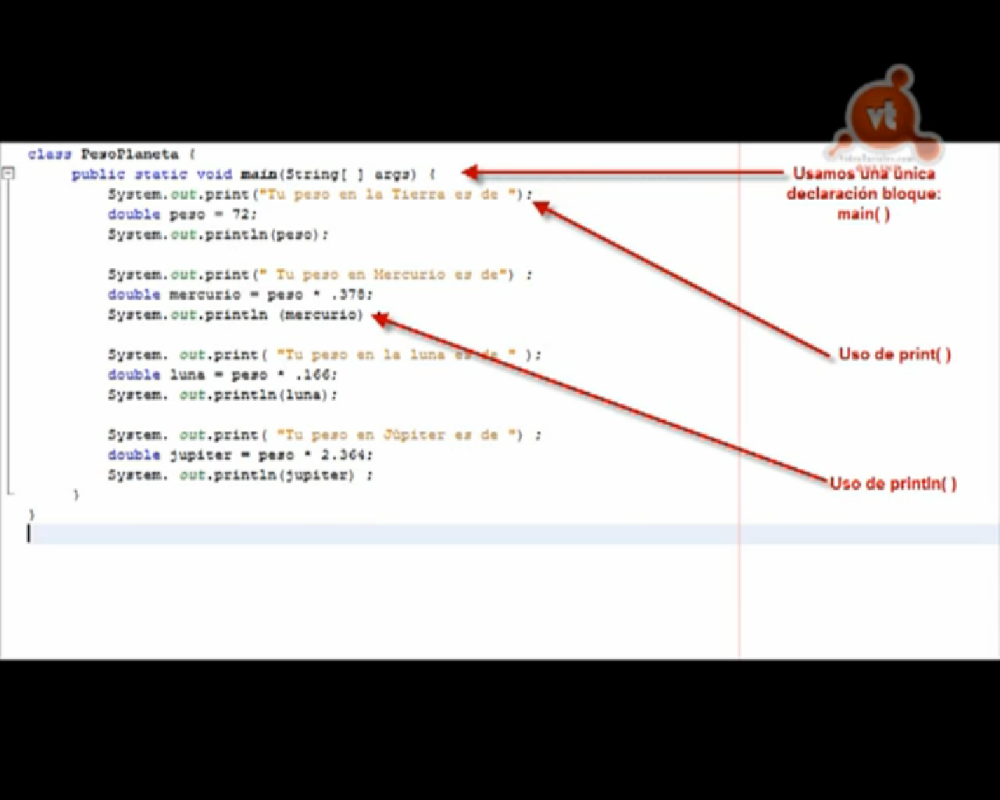 vt
class PesoPlaneta {
public static void main(String[ ] args) {
System.out.print("Tu peso en la Tierra es de ");
double peso = 72;
System.out.println(peso);
System.out.print(" Tu peso en Mercurio es de") ;
double mercurio = peso * .378;
System.out.println (mercurio)
System. out.print( "Tu peso en la luna es de " );
double luna = peso * .166;
System. out.println(luna);
System. out.print( "Tu peso en Júpiter es de ") ;
double jupiter = peso * 2.364;
System. out.println(jupiter) ;
}
}
Usamos una única
declaración bloque:
main( )
Uso de print( )
Uso de println( )